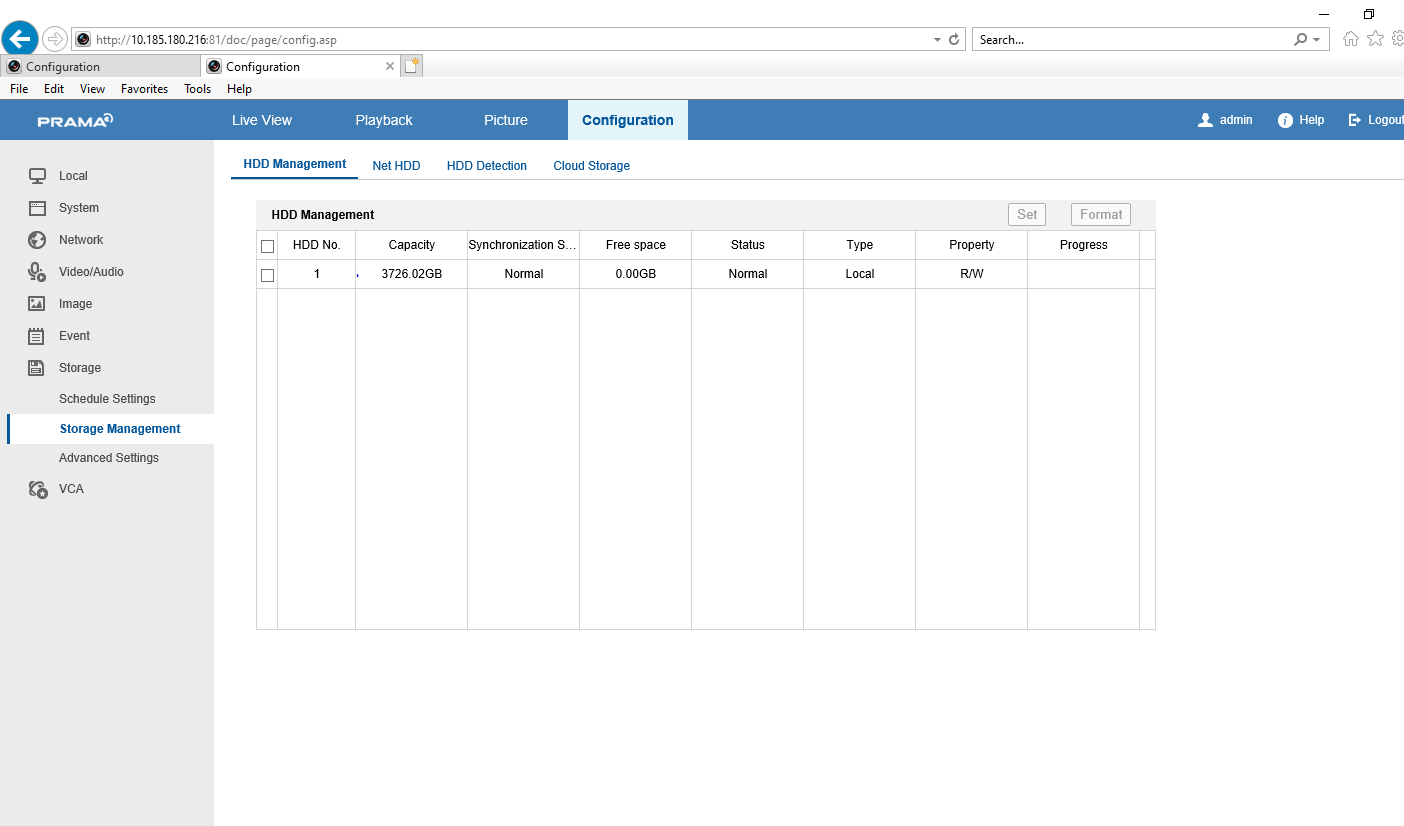 http://10.185.180.216:81/doc/page/config.asp
Search...
Configuration
Configuration
File Edit View Favorites Tools Help
PRAMA
Live View Playback Picture Configuration
admin Help Logout
Local
System
Network
Video/Audio
Image
Event
Storage
Schedule Settings
Storage Management
Advanced Settings
VCA
HDD Management Net HDD HDD Detection Cloud Storage
HDD Management Set Format
HDD No. Capacity Synchronization S... Free space Status Type Property Progress
1 3726.02GB Normal 0.00GB Normal Local R/W